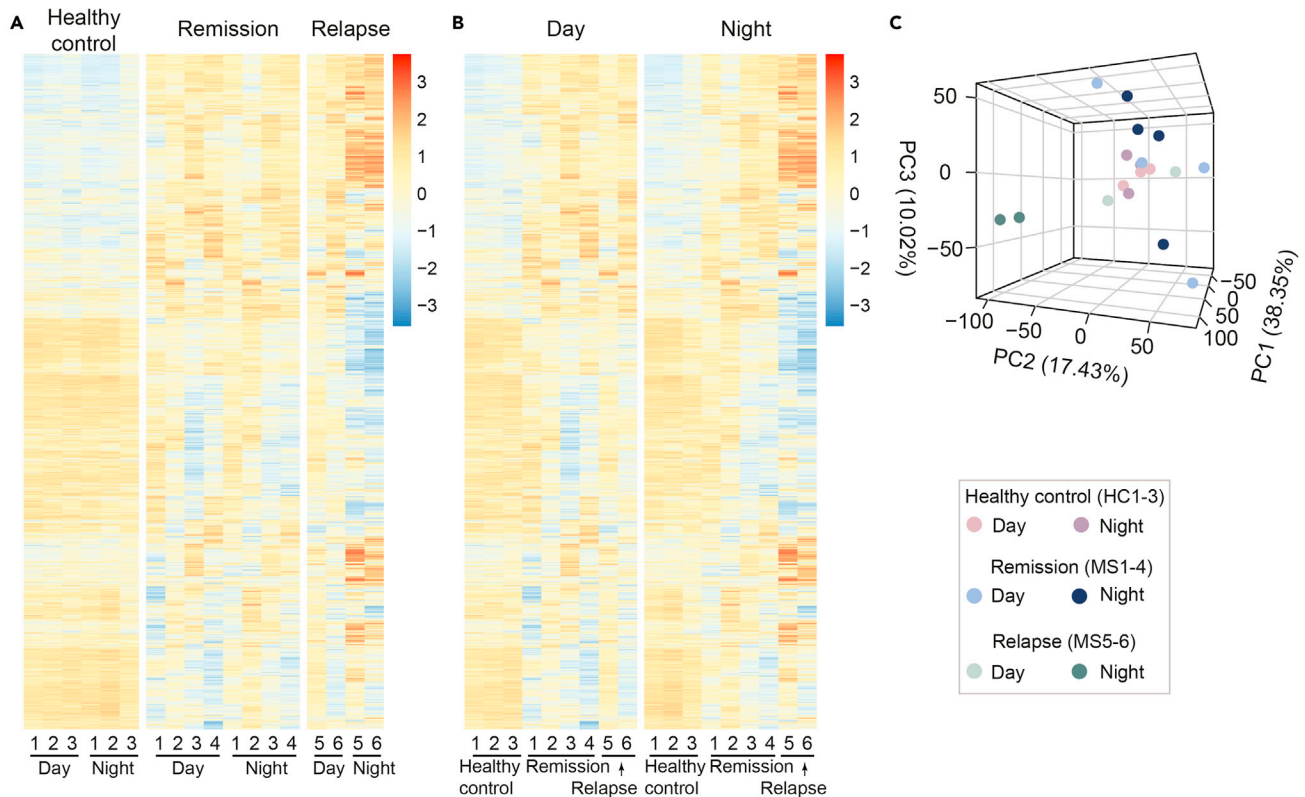 A
Healthy control
Remission
Relapse
3
2
1
0
−1
−2
−3
1 2 3 1 2 3 1 2 3 4 1 2 3 4 5 6 5 6
Day Night Day Night Day Night
B
Day
Night
3
2
1
0
−1
−2
−3
1 2 3 1 2 3 4 5 6 1 2 3 1 2 3 4 5 6
Healthy control
Remission
Relapse
Healthy control
Remission
Relapse
C
50
0
−50
PC3 (10.02%)
−100
−50
0
50
PC2 (17.43%)
−50
0
50
100
PC1 (38.35%)
Healthy control (HC1-3)
Day Night
Remission (MS1-4)
Day Night
Relapse (MS5-6)
Day Night